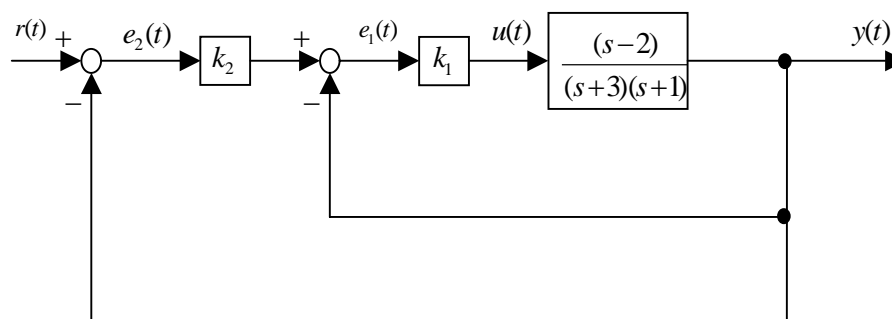 r(t) + e₂(t) k₂ + e₁(t) k₁ u(t) (s−2) y(t)
(s+3)(s+1)
− −